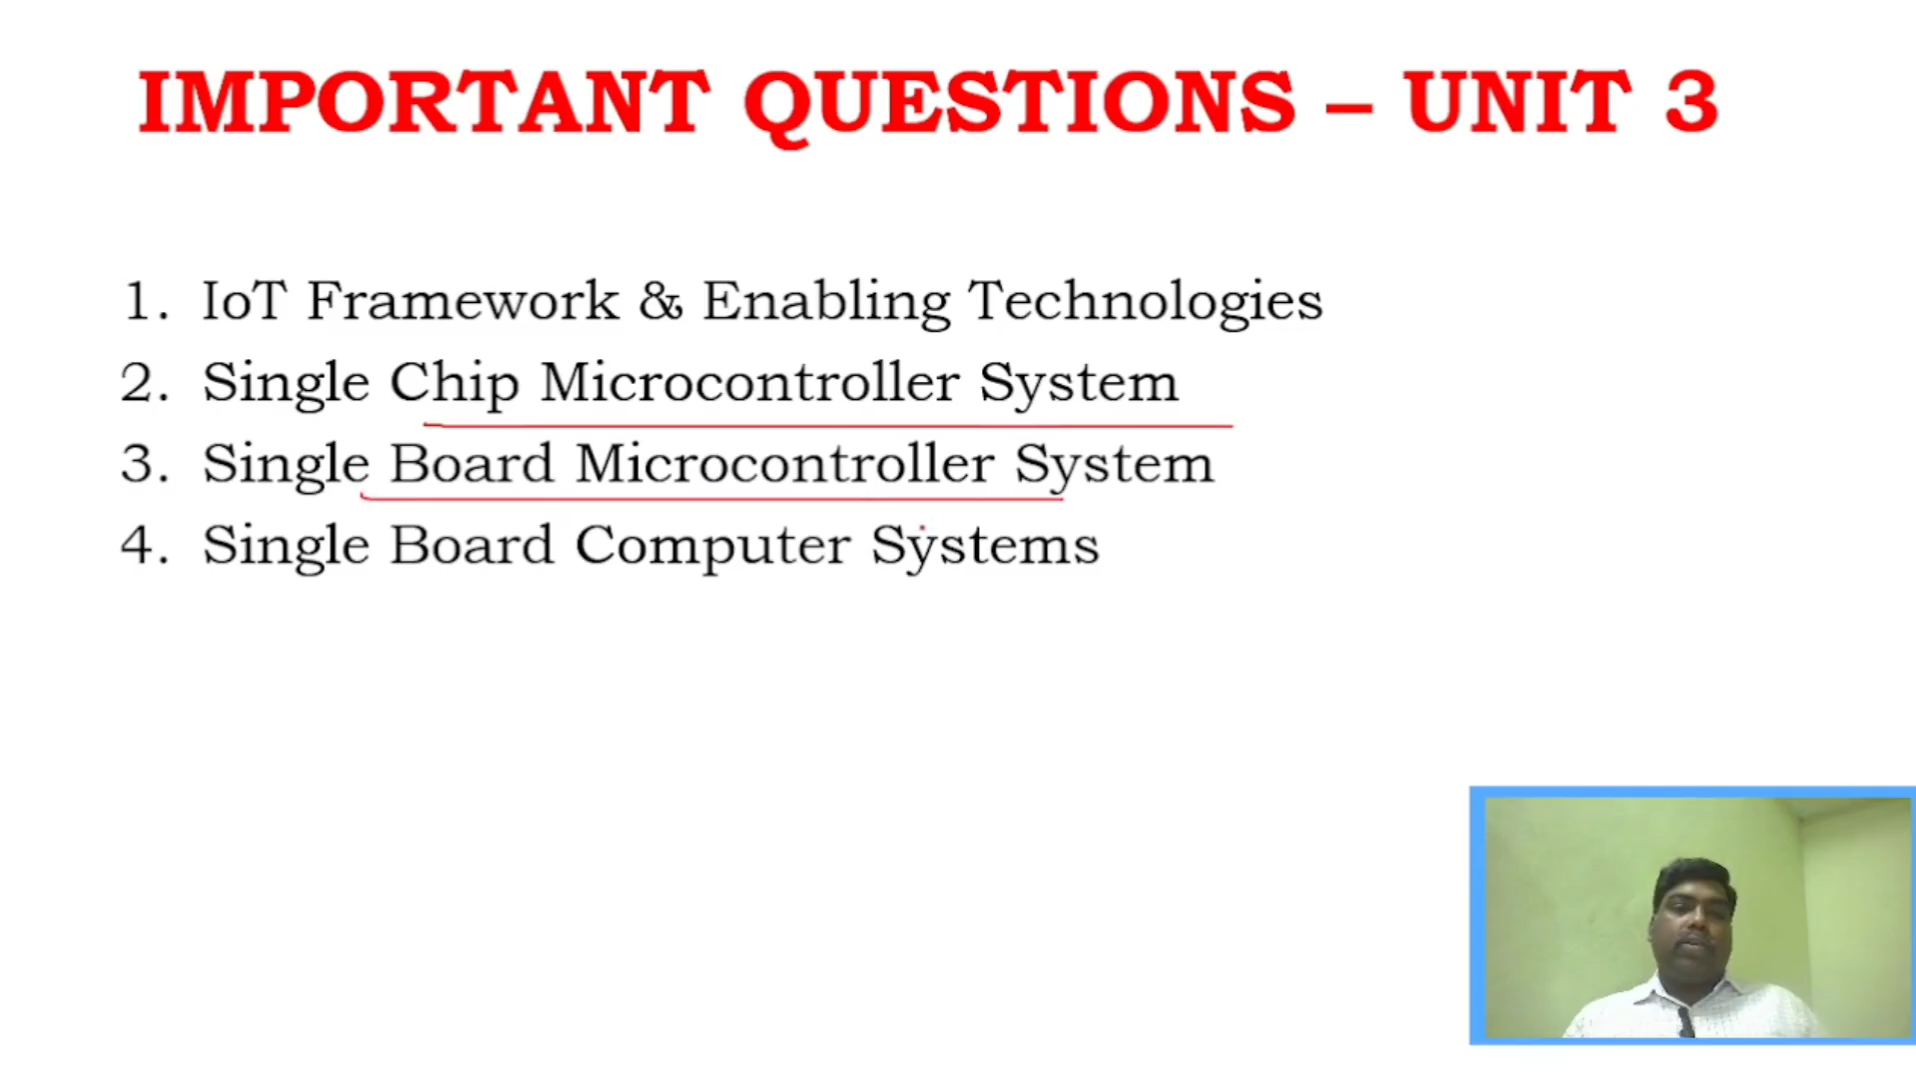 IMPORTANT QUESTIONS – UNIT 3
1. IoT Framework & Enabling Technologies
2. Single Chip Microcontroller System
3. Single Board Microcontroller System
4. Single Board Computer Systems